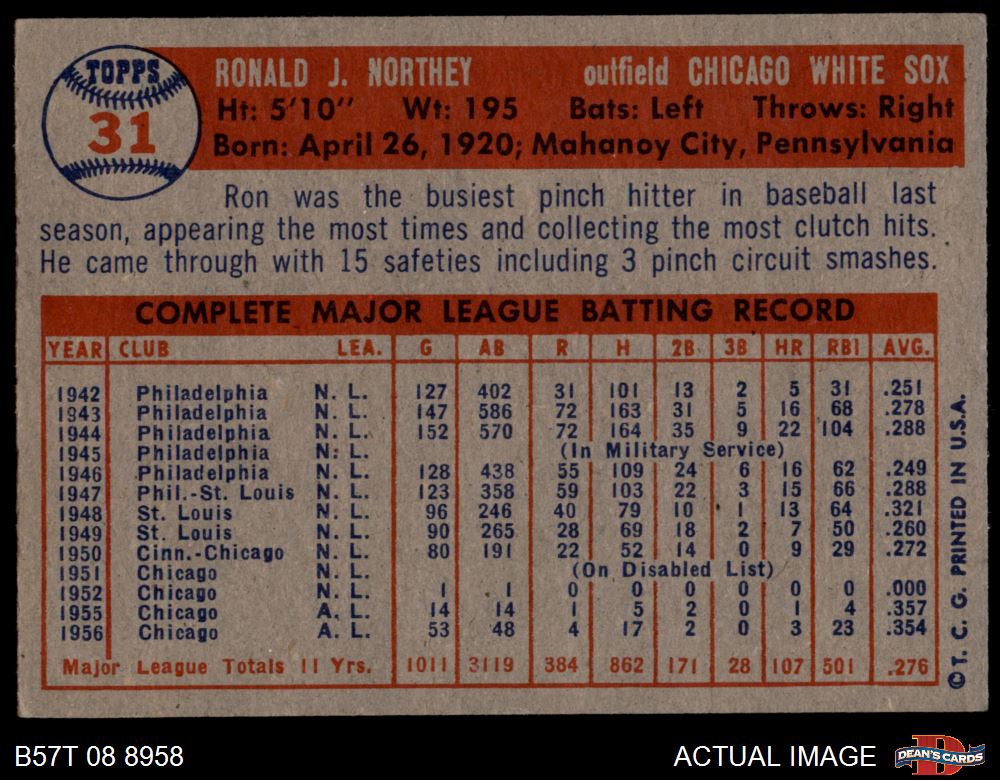 TOPPS
31
RONALD J. NORTHEY outfield CHICAGO WHITE SOX
Ht: 5'10" Wt: 195 Bats: Left Throws: Right
Born: April 26, 1920; Mahanoy City, Pennsylvania
Ron was the busiest pinch hitter in baseball last
season, appearing the most times and collecting the most clutch hits.
He came through with 15 safeties including 3 pinch circuit smashes.
COMPLETE MAJOR LEAGUE BATTING RECORD
YEAR CLUB LEA. G AB R H 2B 3B HR RBI AVG.
1942 Philadelphia N. L. 127 402 31 101 13 2 5 31 .251
1943 Philadelphia N. L. 147 586 72 163 31 5 16 68 .278
1944 Philadelphia N. L. 152 570 72 164 35 9 22 104 .288
1945 Philadelphia N. L. (In Military Service)
1946 Philadelphia N. L. 128 438 55 109 24 6 16 62 .249
1947 Phil.-St. Louis N. L. 123 358 59 103 22 3 15 66 .288
1948 St. Louis N. L. 96 246 40 79 10 1 13 64 .321
1949 St. Louis N. L. 90 265 28 69 18 2 7 50 .260
1950 Cinn.-Chicago N. L. 80 191 22 52 14 0 9 29 .272
1951 Chicago N. L. (On Disabled List)
1952 Chicago N. L. 1 1 0 0 0 0 0 0 .000
1955 Chicago A. L. 14 14 1 5 2 0 1 4 .357
1956 Chicago A. L. 53 48 4 17 2 0 3 23 .354
Major League Totals 11 Yrs. 1011 3119 384 862 171 28 107 501 .276
© T. C. G. PRINTED IN U.S.A.
B57T 08 8958 ACTUAL IMAGE
D
DEAN'S CARDS